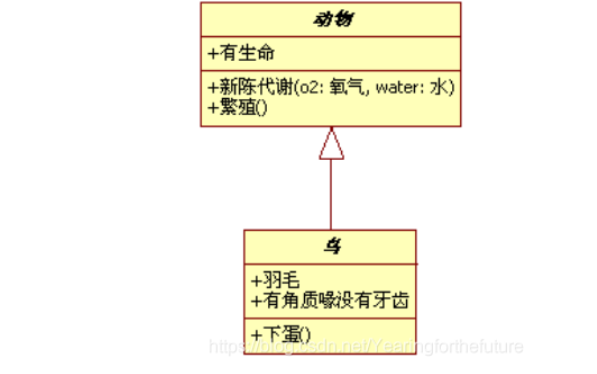 动物
+有生命
+新陈代谢(o2: 氧气, water: 水)
+繁殖()
鸟
+羽毛
+有角质喙没有牙齿
+下蛋()
https://blog.csdn.net/Yearningforthefuture